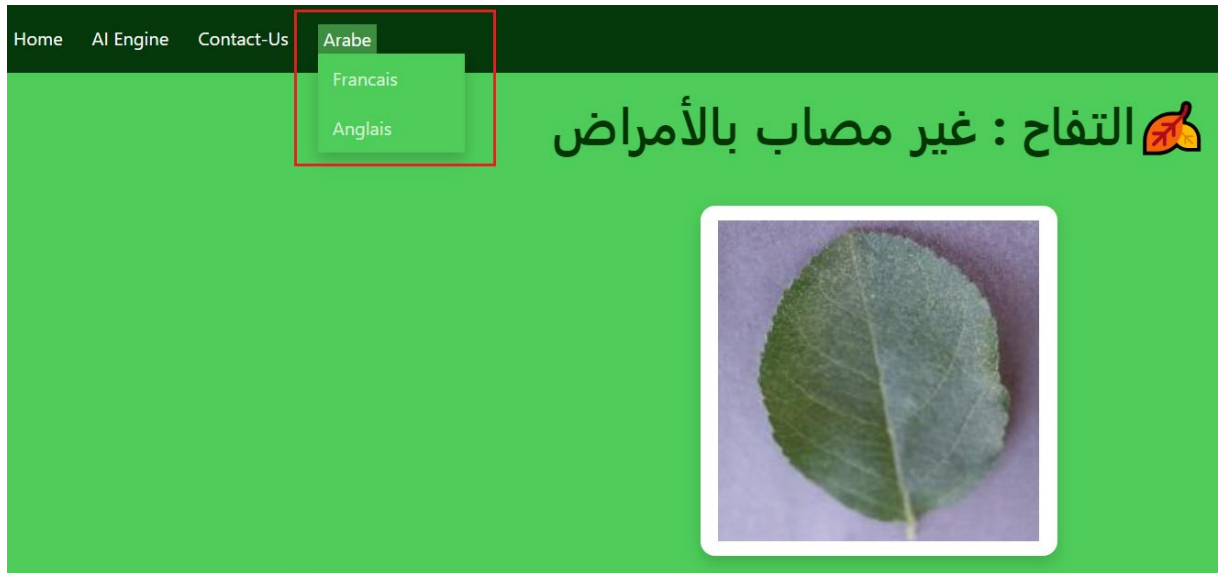 Home AI Engine Contact-Us Arabe
Francais
Anglais
التفاح : غير مصاب بالأمراض